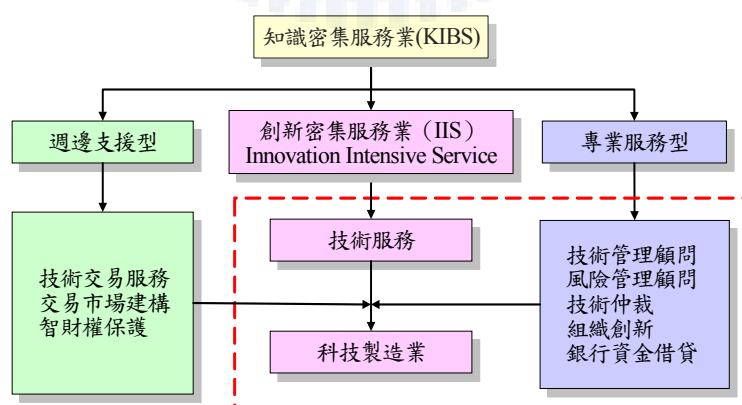 知識密集服務業(KIBS)
週邊支援型
創新密集服務業（IIS）
Innovation Intensive Service
專業服務型
技術交易服務
交易市場建構
智財權保護
技術服務
科技製造業
技術管理顧問
風險管理顧問
技術仲裁
組織創新
銀行資金借貸